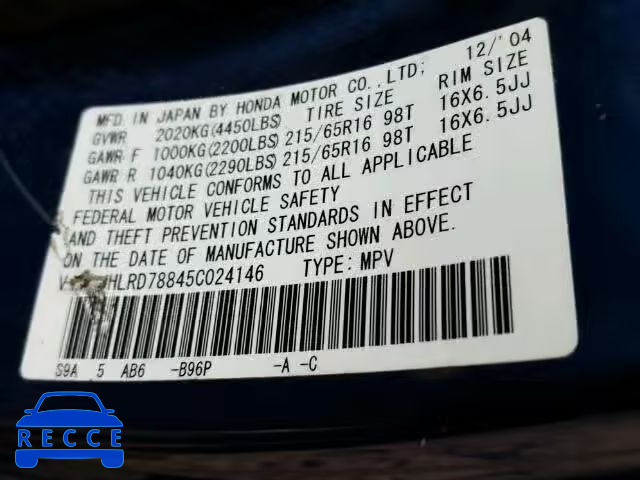 MFD. IN JAPAN BY HONDA MOTOR CO.,LTD; 12/'04
GVWR 2020KG(4450LBS) TIRE SIZE RIM SIZE
GAWR F 1000KG(2200LBS) 215/65R16 98T 16X6.5JJ
GAWR R 1040KG(2290LBS) 215/65R16 98T 16X6.5JJ
THIS VEHICLE CONFORMS TO ALL APPLICABLE
FEDERAL MOTOR VEHICLE SAFETY
AND THEFT PREVENTION STANDARDS IN EFFECT
ON THE DATE OF MANUFACTURE SHOWN ABOVE.
HLRD78845C024146 TYPE: MPV
S9A 5 AB6 -B96P -A -C
RECCE